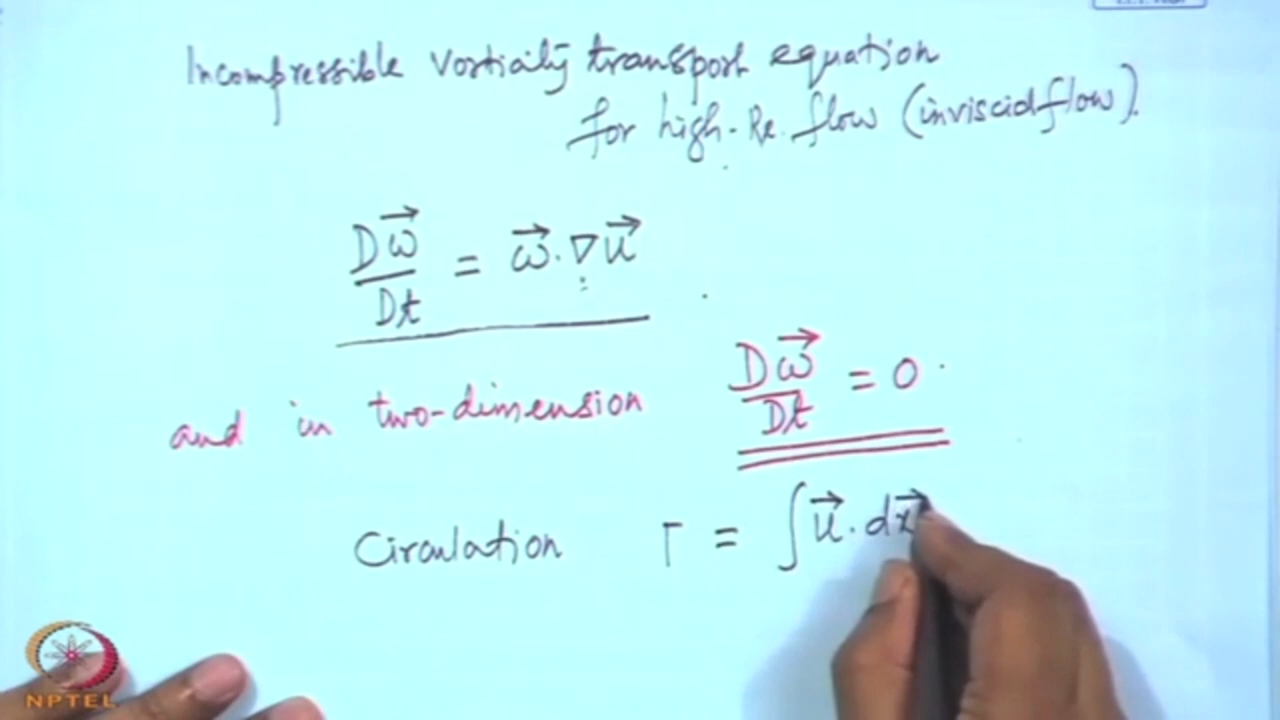 Incompressible vorticity transport equation
for high-Re. flow (inviscid flow).
Dω⃗/Dt = ω⃗·∇u⃗
and in two-dimension Dω⃗/Dt = 0.
Circulation Γ = ∫u⃗·dx⃗
NPTEL